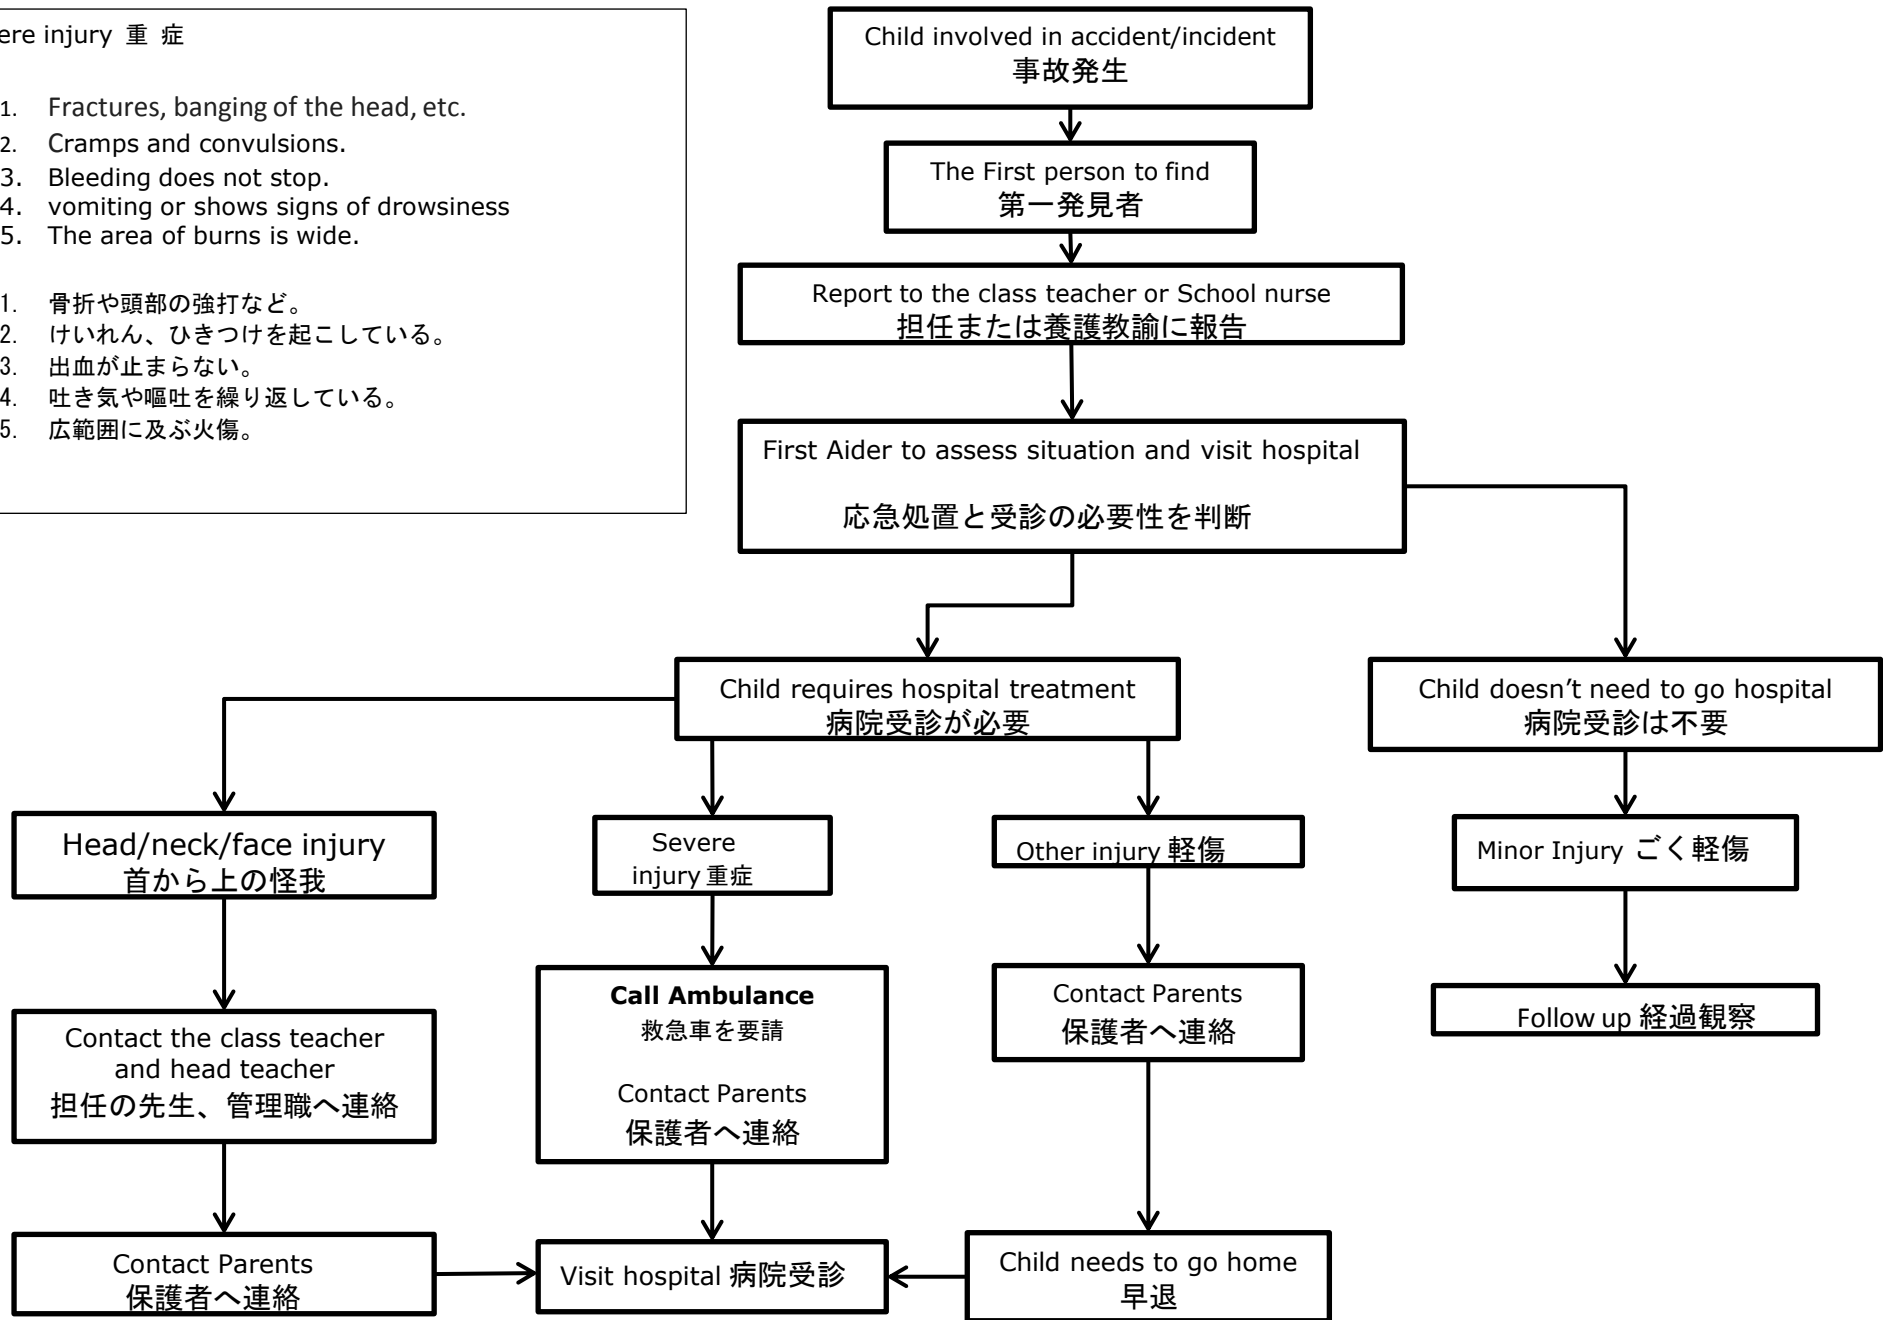 ere injury 重 症
1. Fractures, banging of the head, etc.
2. Cramps and convulsions.
3. Bleeding does not stop.
4. vomiting or shows signs of drowsiness
5. The area of burns is wide.
1. 骨折や頭部の強打など。
2. けいれん、ひきつけを起こしている。
3. 出血が止まらない。
4. 吐き気や嘔吐を繰り返している。
5. 広範囲に及ぶ火傷。
Child involved in accident/incident
事故発生
The First person to find
第一発見者
Report to the class teacher or School nurse
担任または養護教諭に報告
First Aider to assess situation and visit hospital
応急処置と受診の必要性を判断
Child requires hospital treatment
病院受診が必要
Child doesn’t need to go hospital
病院受診は不要
Head/neck/face injury
首から上の怪我
Severe
injury 重症
Other injury 軽傷
Minor Injury ごく軽傷
Contact the class teacher
and head teacher
担任の先生、管理職へ連絡
Call Ambulance
救急車を要請
Contact Parents
保護者へ連絡
Contact Parents
保護者へ連絡
Follow up 経過観察
Contact Parents
保護者へ連絡
Visit hospital 病院受診
Child needs to go home
早退